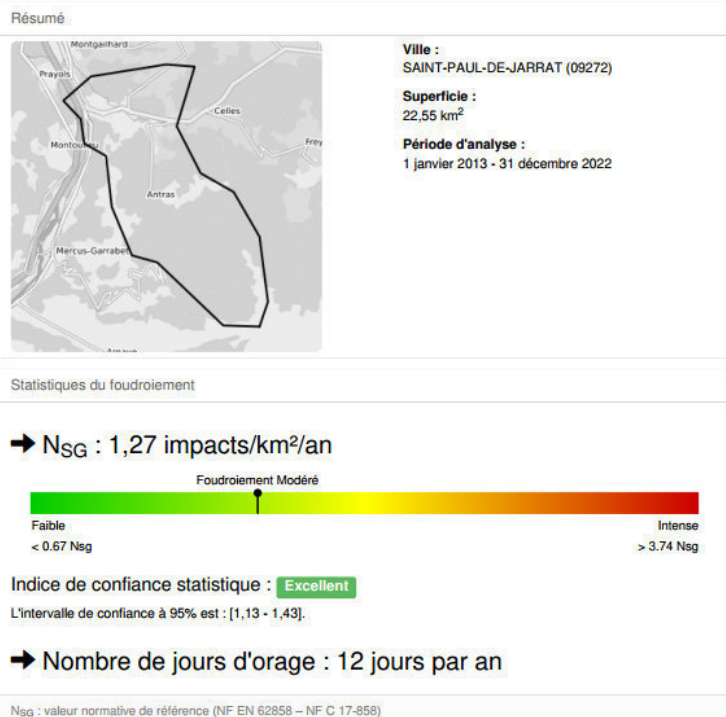 Résumé
Montgailhard
Prayols
Celles
Montoulieu
Antras
Mercus-Garrabet
Ville :
SAINT-PAUL-DE-JARRAT (09272)
Superficie :
22,55 km²
Période d'analyse :
1 janvier 2013 - 31 décembre 2022
Statistiques du foudroiement
➔ NSG : 1,27 impacts/km²/an
Foudroiement Modéré
Faible Intense
< 0.67 Nsg > 3.74 Nsg
Indice de confiance statistique : Excellent
L'intervalle de confiance à 95% est : [1,13 - 1,43].
➔ Nombre de jours d'orage : 12 jours par an
NSG : valeur normative de référence (NF EN 62858 – NF C 17-858)